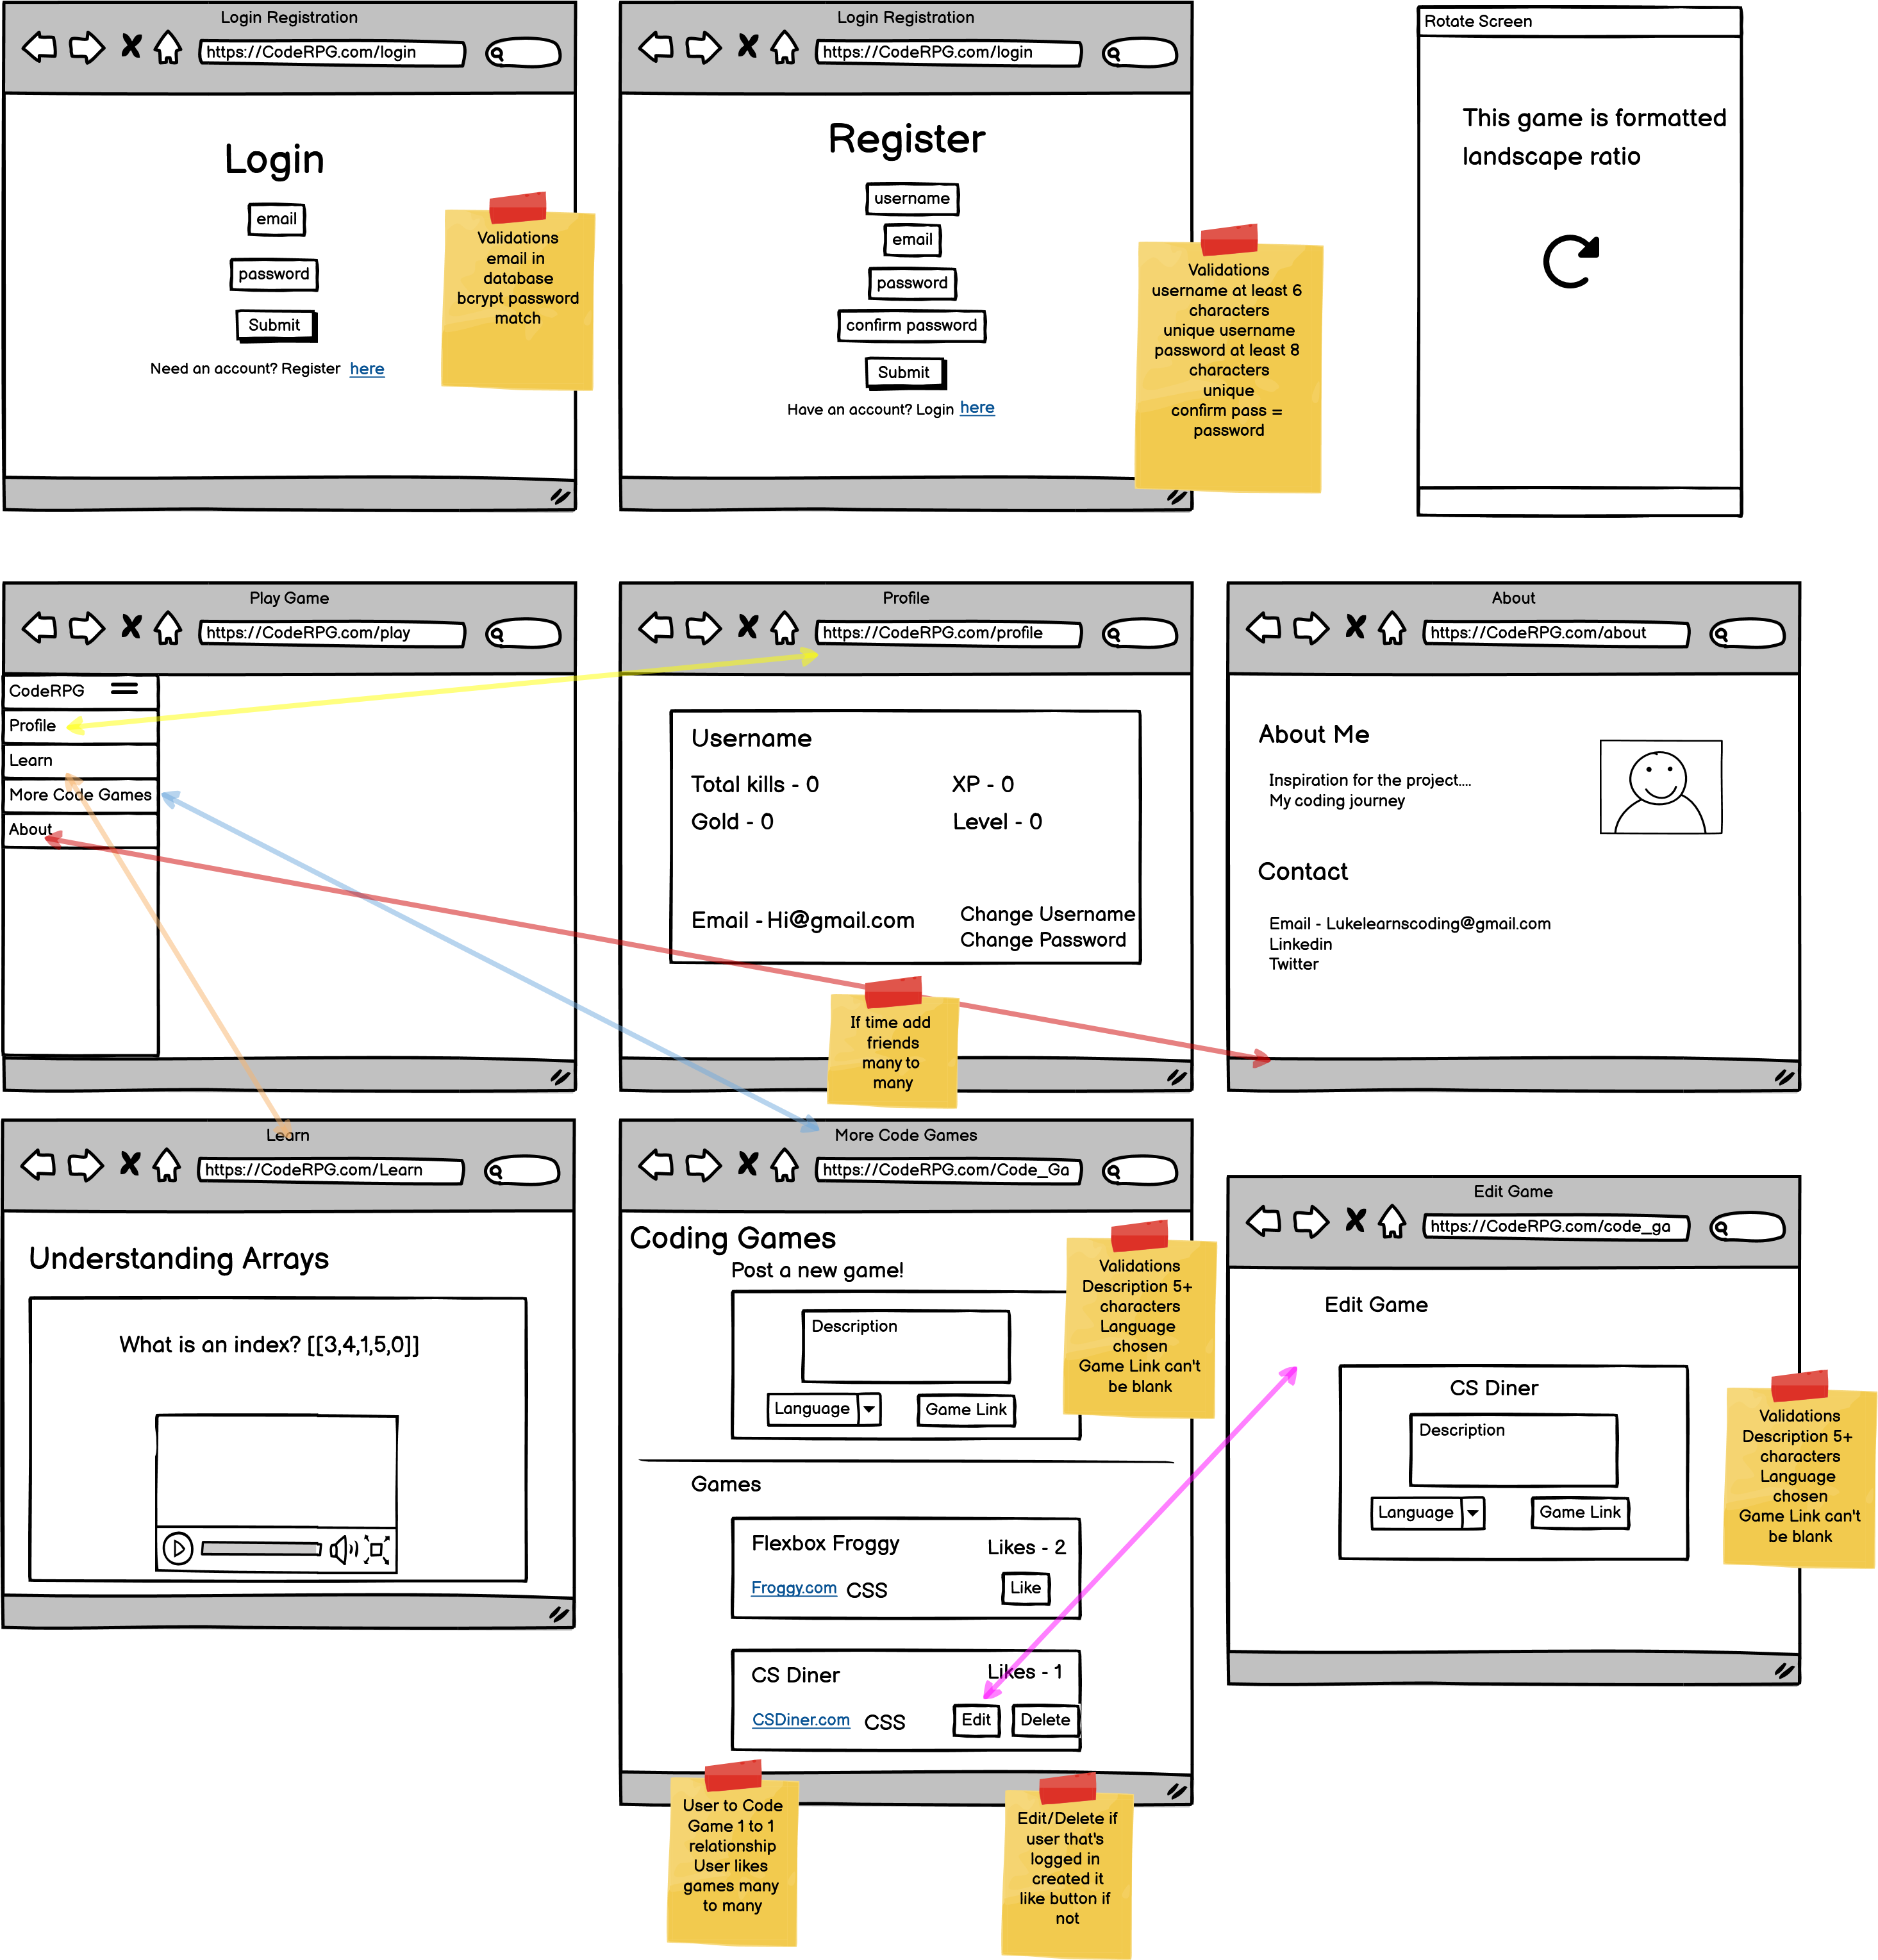 Login Registration
https://CodeRPG.com/login
Login
email
password
Submit
Need an account? Register here
Validations
email in
database
bcrypt password
match
Login Registration
https://CodeRPG.com/login
Register
username
email
password
confirm password
Submit
Have an account? Login here
Validations
username at least 6
characters
unique username
password at least 8
characters
unique
confirm pass =
password
Rotate Screen
This game is formatted
landscape ratio
Play Game
https://CodeRPG.com/play
CodeRPG
Profile
Learn
More Code Games
About
Profile
https://CodeRPG.com/profile
Username
Total kills - 0
XP - 0
Gold - 0
Level - 0
Email - Hi@gmail.com
Change Username
Change Password
If time add
friends
many to
many
About
https://CodeRPG.com/about
About Me
Inspiration for the project....
My coding journey
Contact
Email - Lukelearnscoding@gmail.com
Linkedin
Twitter
Learn
https://CodeRPG.com/Learn
Understanding Arrays
What is an index? [[3,4,1,5,0]]
More Code Games
https://CodeRPG.com/Code_Ga
Coding Games
Post a new game!
Description
Language
Game Link
Validations
Description 5+
characters
Language
chosen
Game Link can't
be blank
Games
Flexbox Froggy
Likes - 2
Froggy.com CSS
Like
CS Diner
Likes - 1
CSDiner.com CSS
Edit
Delete
User to Code
Game 1 to 1
relationship
User likes
games many
to many
Edit/Delete if
user that's
logged in
created it
like button if
not
Edit Game
https://CodeRPG.com/code_ga
Edit Game
CS Diner
Description
Language
Game Link
Validations
Description 5+
characters
Language
chosen
Game Link can't
be blank